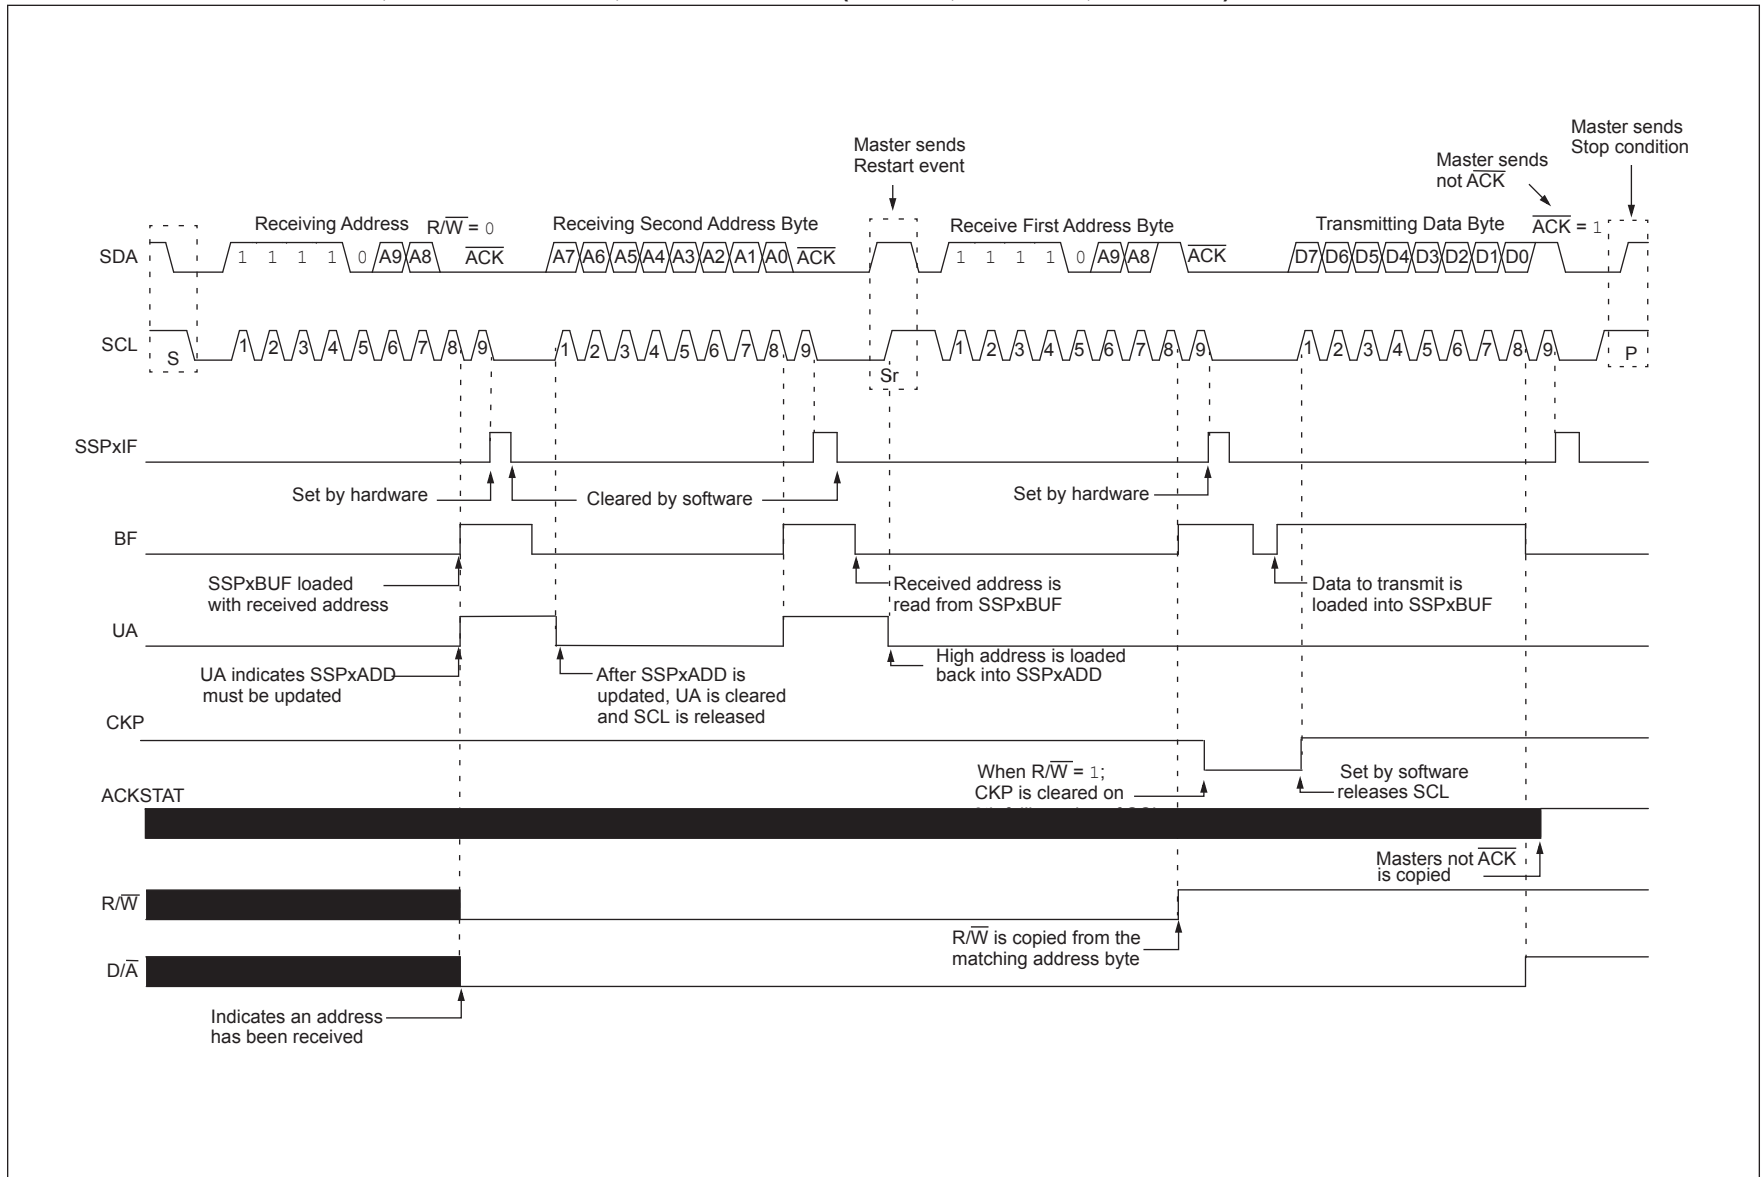 Master sends
Restart event
Master sends
not ACK
Master sends
Stop condition
Receiving Address R/W = 0
Receiving Second Address Byte
Receive First Address Byte
Transmitting Data Byte
ACK = 1
SDA
1 1 1 1 0 A9 A8 ACK
A7 A6 A5 A4 A3 A2 A1 A0 ACK
1 1 1 1 0 A9 A8 ACK
D7 D6 D5 D4 D3 D2 D1 D0
SCL
S
1 2 3 4 5 6 7 8 9
1 2 3 4 5 6 7 8 9
Sr
1 2 3 4 5 6 7 8 9
1 2 3 4 5 6 7 8 9
P
SSPxIF
Set by hardware
Cleared by software
Set by hardware
BF
SSPxBUF loaded
with received address
Received address is
read from SSPxBUF
Data to transmit is
loaded into SSPxBUF
UA
UA indicates SSPxADD
must be updated
After SSPxADD is
updated, UA is cleared
and SCL is released
High address is loaded
back into SSPxADD
CKP
When R/W = 1;
CKP is cleared on
Set by software
releases SCL
ACKSTAT
Masters not ACK
is copied
R/W
R/W is copied from the
matching address byte
D/A
Indicates an address
has been received